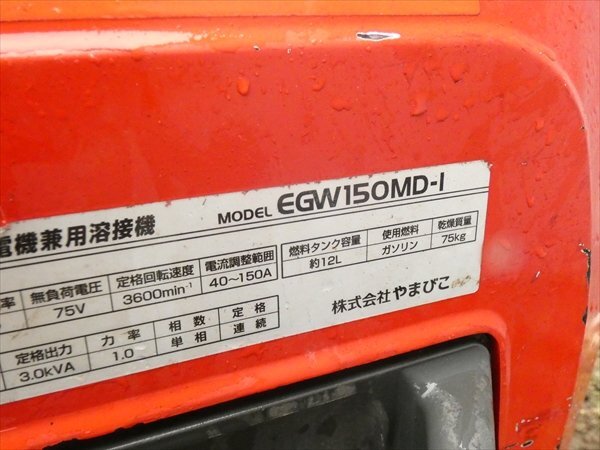 電機兼用溶接機 MODEL EGW150MD-I
率 無負荷電圧 定格回転速度 電流調整範囲 燃料タンク容量 使用燃料 乾燥質量
75V 3600min⁻¹ 40～150A 約12L ガソリン 75kg
定格出力 力率 相数 定格
3.0kVA 1.0 単相 連続
株式会社やまびこ